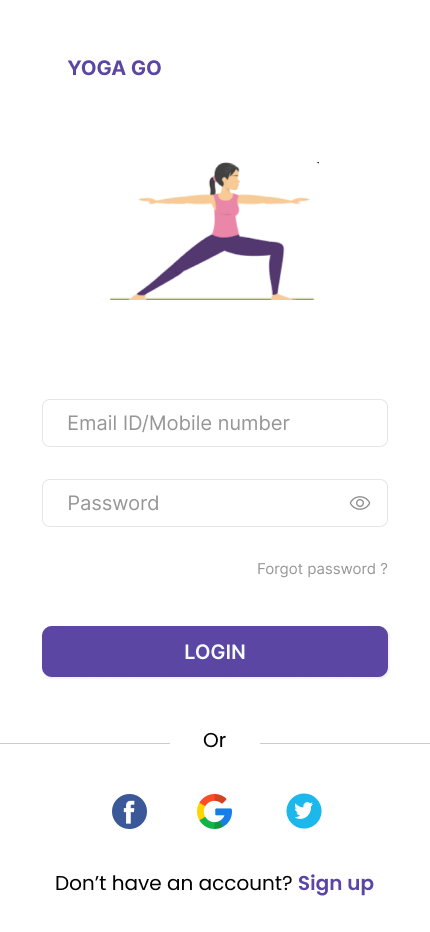 YOGA GO
Email ID/Mobile number
Password
Forgot password ?
LOGIN
Or
Don’t have an account? Sign up